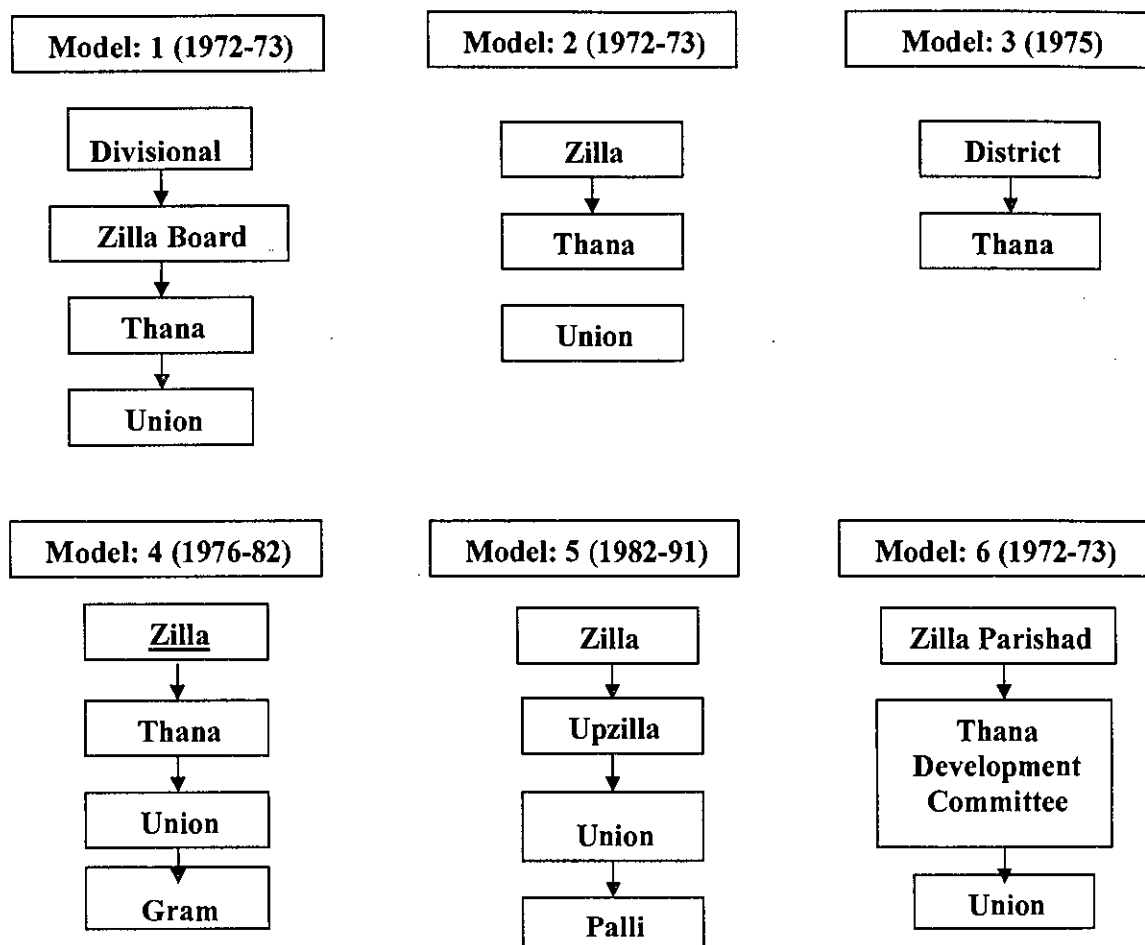 Model: 1 (1972-73)
Divisional
Zilla Board
Thana
Union
Model: 2 (1972-73)
Zilla
Thana
Union
Model: 3 (1975)
District
Thana
Model: 4 (1976-82)
Zilla
Thana
Union
Gram
Model: 5 (1982-91)
Zilla
Upzilla
Union
Palli
Model: 6 (1972-73)
Zilla Parishad
Thana
Development
Committee
Union